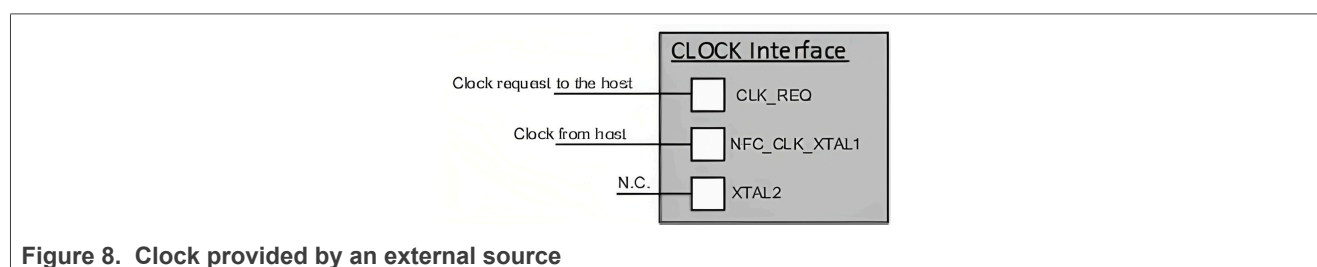 CLOCK Interface
Clock request to the host
CLK_REQ
Clock from host
NFC_CLK_XTAL1
N.C.
XTAL2
Figure 8. Clock provided by an external source